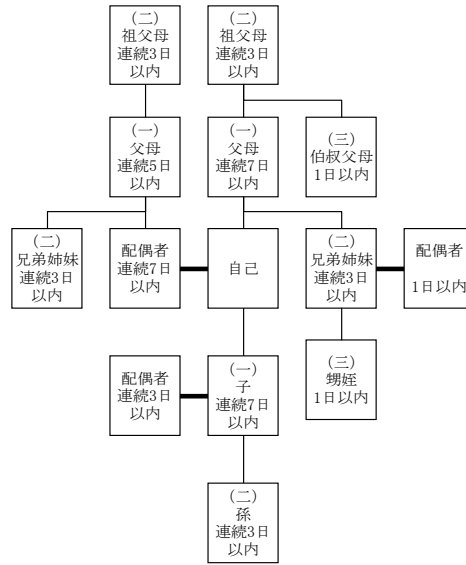 (二)
祖父母
連続3日
以内
(二)
祖父母
連続3日
以内
(一)
父母
連続5日
以内
(一)
父母
連続7日
以内
(三)
伯叔父母
1日以内
(二)
兄弟姉妹
連続3日
以内
配偶者
連続7日
以内
自己
(二)
兄弟姉妹
連続3日
以内
配偶者
1日以内
配偶者
連続3日
以内
(一)
子
連続7日
以内
(三)
甥姪
1日以内
(二)
孫
連続3日
以内